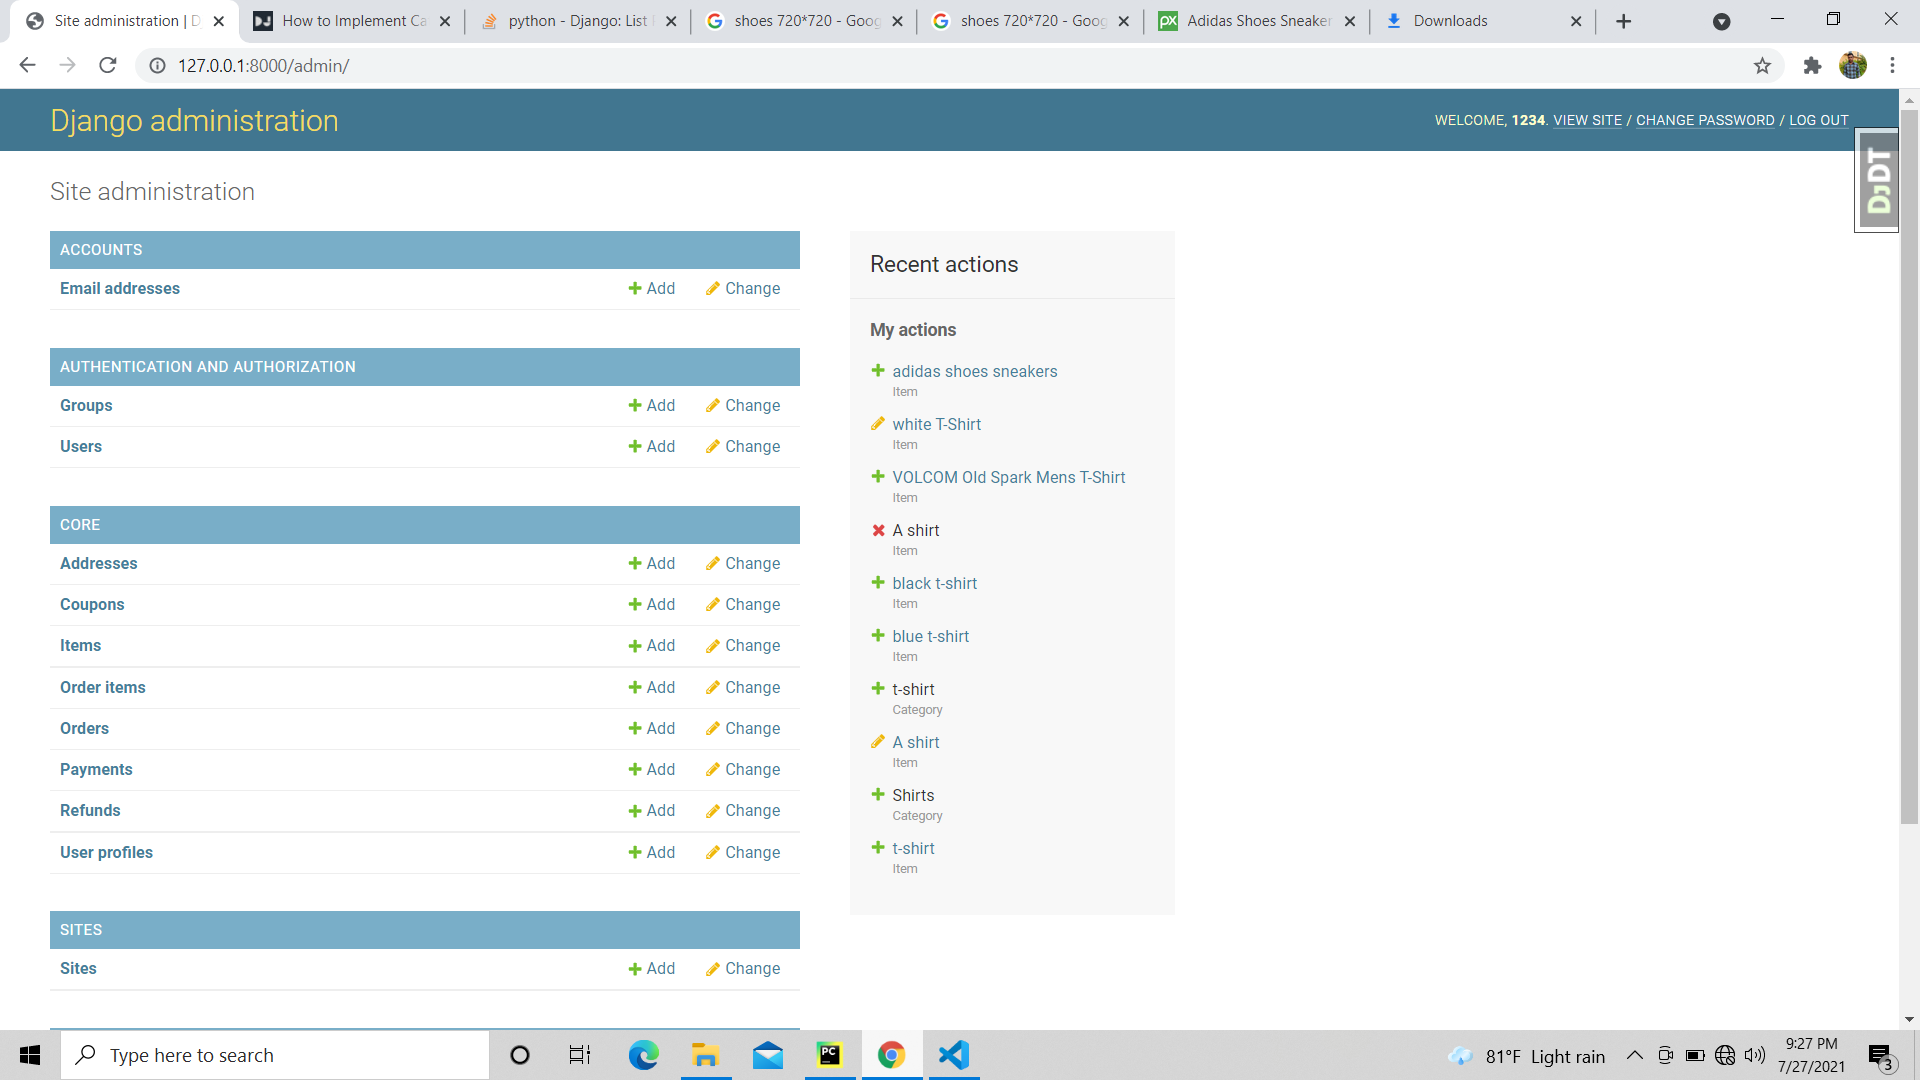 Site administration | D
How to Implement Ca
python - Django: List
shoes 720*720 - Goog
shoes 720*720 - Goog
Adidas Shoes Sneaker
Downloads
127.0.0.1:8000/admin/
Django administration
WELCOME, 1234. VIEW SITE / CHANGE PASSWORD / LOG OUT
DjDT
Site administration
ACCOUNTS
Email addresses Add Change
AUTHENTICATION AND AUTHORIZATION
Groups Add Change
Users Add Change
CORE
Addresses Add Change
Coupons Add Change
Items Add Change
Order items Add Change
Orders Add Change
Payments Add Change
Refunds Add Change
User profiles Add Change
SITES
Sites Add Change
Recent actions
My actions
adidas shoes sneakers
Item
white T-Shirt
Item
VOLCOM Old Spark Mens T-Shirt
Item
A shirt
Item
black t-shirt
Item
blue t-shirt
Item
t-shirt
Category
A shirt
Item
Shirts
Category
t-shirt
Item
Type here to search
PC
81°F Light rain
9:27 PM
7/27/2021
3